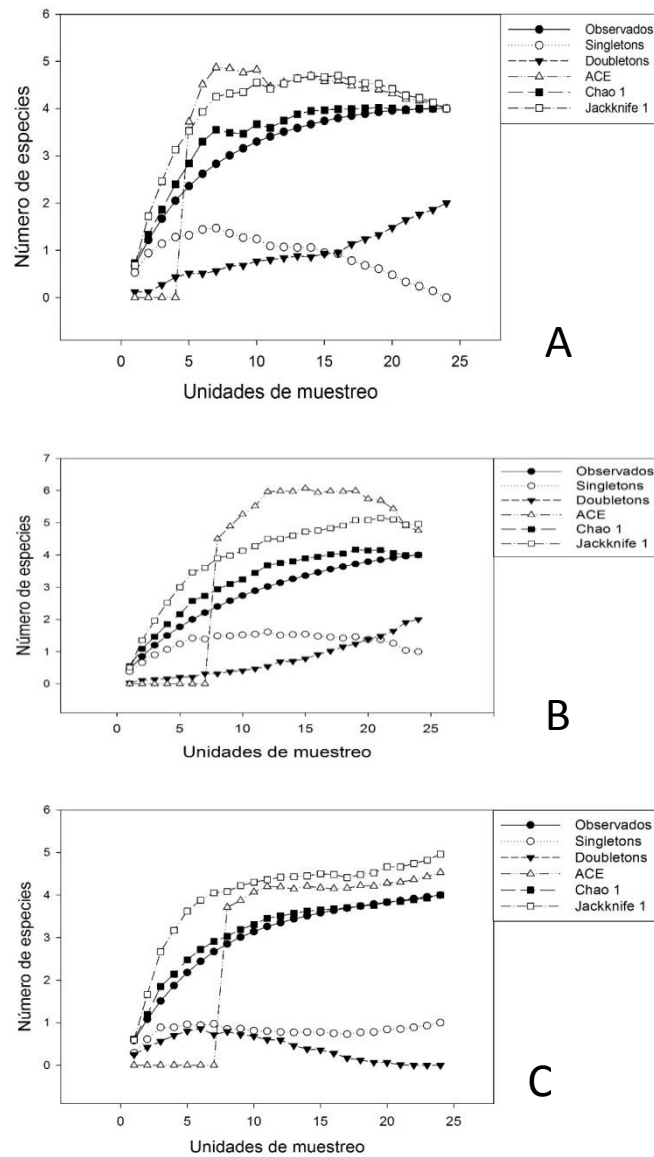 6
5
4
3
2
1
0
Número de especies
0 5 10 15 20 25
Unidades de muestreo
Observados
Singletons
Doubletons
ACE
Chao 1
Jackknife 1
A
7
6
5
4
3
2
1
0
Número de especies
0 5 10 15 20 25
Unidades de muestreo
Observados
Singletons
Doubletons
ACE
Chao 1
Jackknife 1
B
6
5
4
3
2
1
0
Número de especies
0 5 10 15 20 25
Unidades de muestreo
Observados
Singletons
Doubletons
ACE
Chao 1
Jackknife 1
C